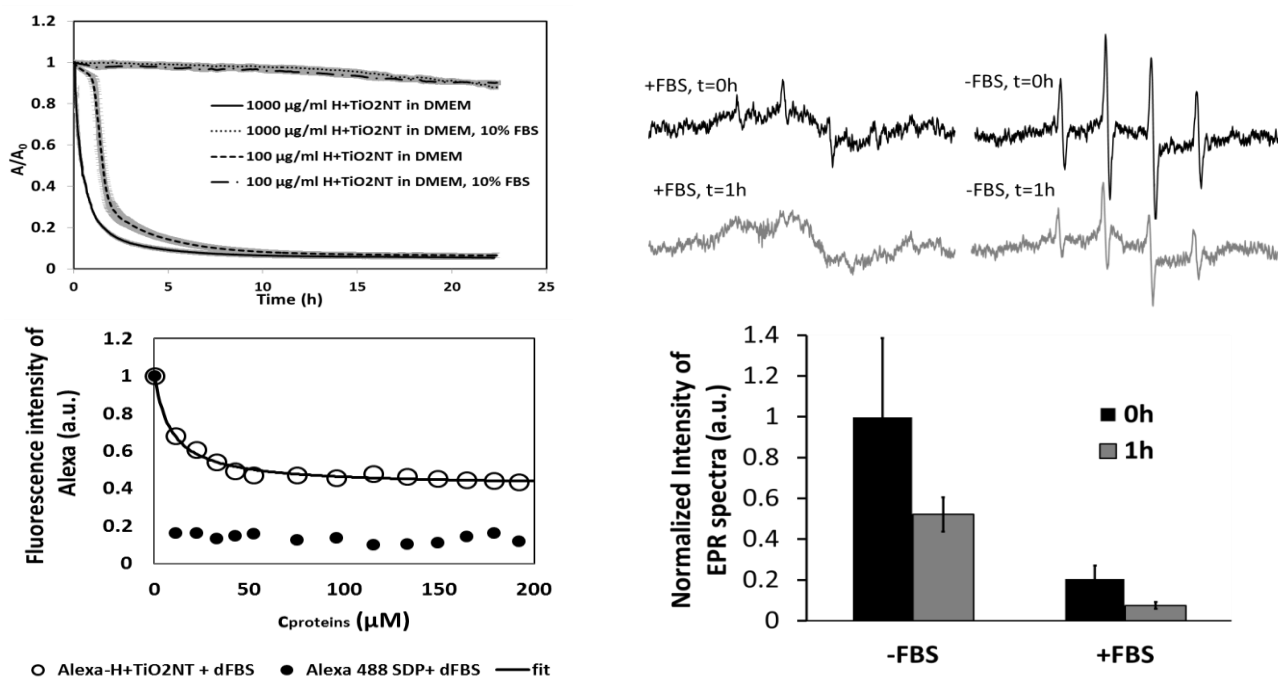 1.2
1
0.8
0.6
0.4
0.2
0
A/A0
1000 µg/ml H+TiO2NT in DMEM
1000 µg/ml H+TiO2NT in DMEM, 10% FBS
100 µg/ml H+TiO2NT in DMEM
100 µg/ml H+TiO2NT in DMEM, 10% FBS
0 5 10 15 20 25
Time (h)
+FBS, t=0h
-FBS, t=0h
+FBS, t=1h
-FBS, t=1h
Fluorescence intensity of
Alexa (a.u.)
1.2
1
0.8
0.6
0.4
0.2
0
0 50 100 150 200
cproteins (µM)
Alexa-H+TiO2NT + dFBS
Alexa 488 SDP+ dFBS
fit
Normalized Intensity of
EPR spectra (a.u.)
1.4
1.2
1
0.8
0.6
0.4
0.2
0
0h
1h
-FBS
+FBS